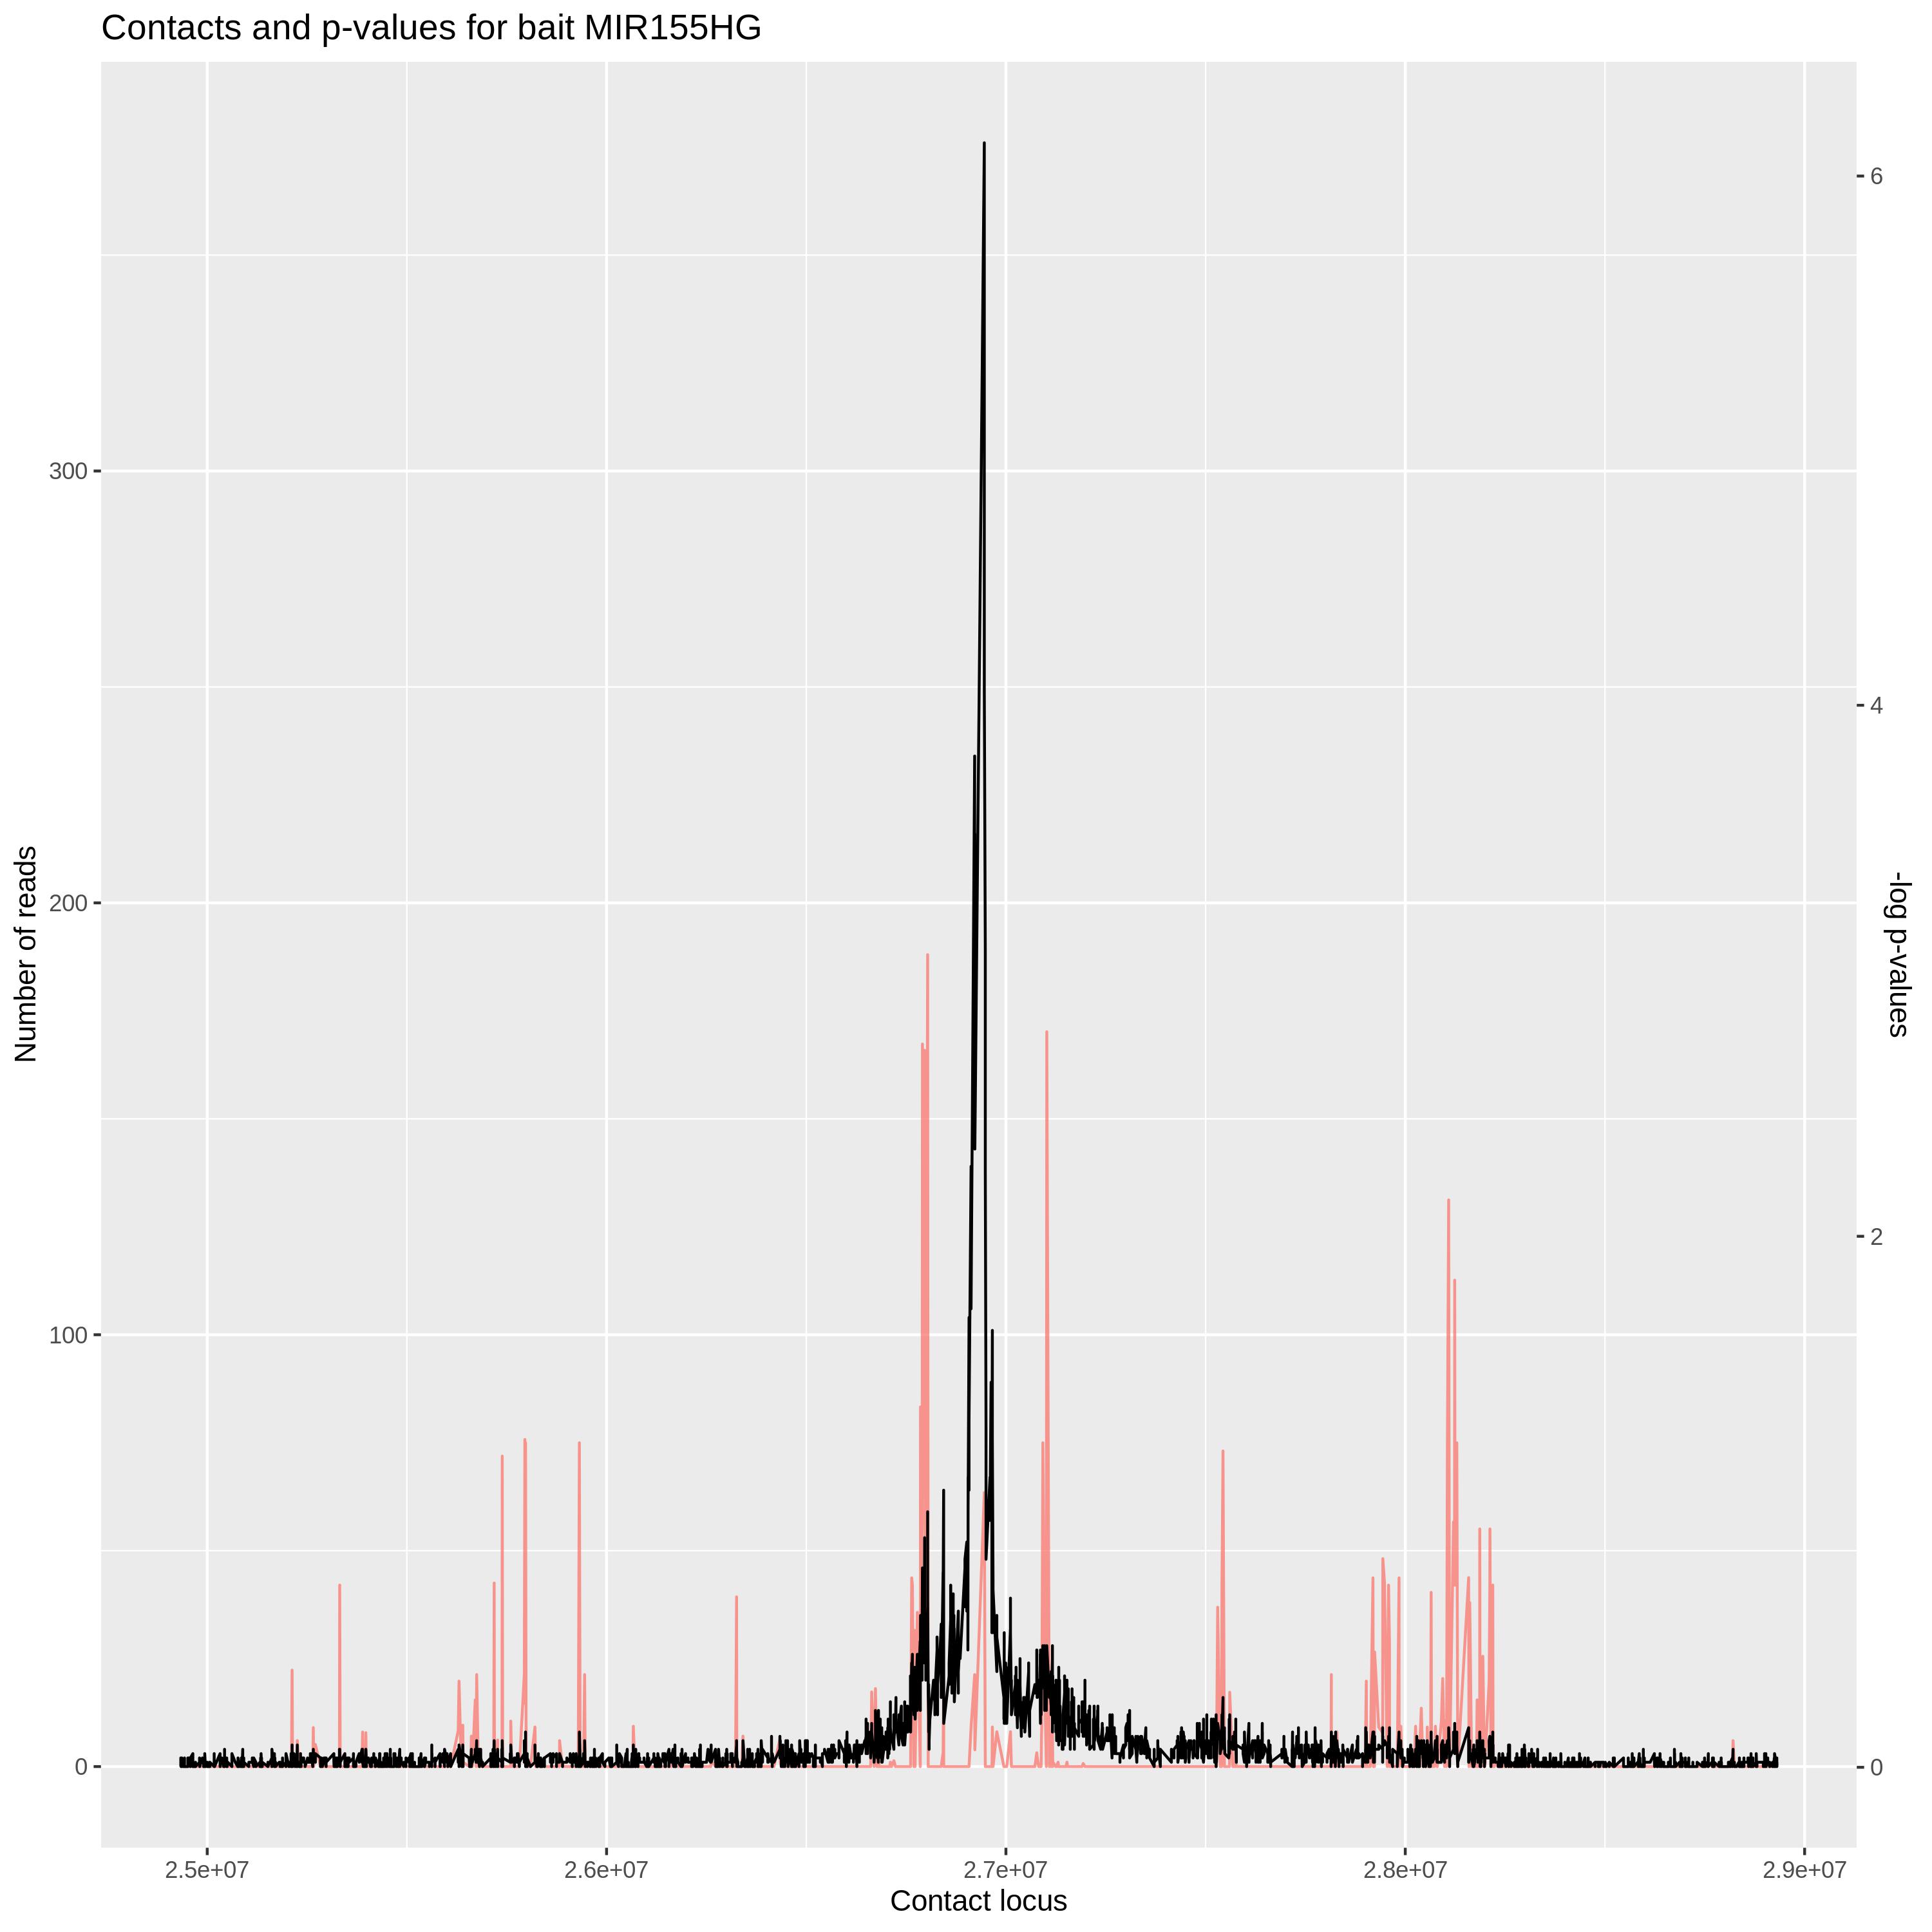 Contacts and p-values for bait MIR155HG
Number of reads
300
200
100
0
6
4
2
0
-log p-values
2.5e+07 2.6e+07 2.7e+07 2.8e+07 2.9e+07
Contact locus